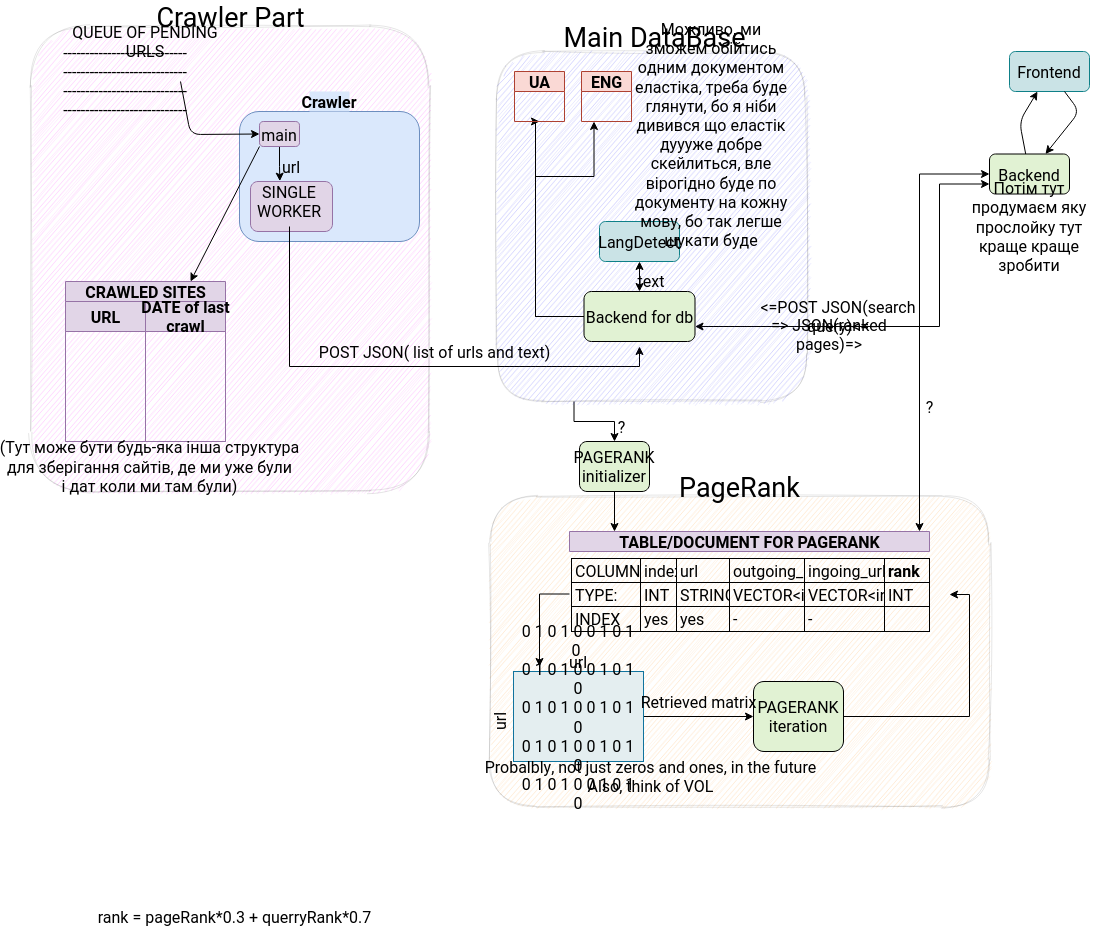 Crawler Part
QUEUE OF PENDING
URLS
Crawler
main
url
SINGLE
WORKER
CRAWLED SITES
URL
DATE of last
crawl
(Тут може бути будь-яка інша структура
для зберігання сайтів, де ми уже були
і дат коли ми там були)
POST JSON( list of urls and text)
Main DataBase
UA
ENG
Можливо, ми
зможем обійтись
одним документом
еластіка, треба буде
глянути, бо я ніби
дивився що еластік
дуууже добре
скейлиться, вле
вірогідно буде по
документу на кожну
мову, бо так легше
шукати буде
LangDetect
text
Backend for db
<=POST JSON(search
query)<=
=> JSON(ranked
pages)=>
Frontend
Backend
Потім тут
продумаєм яку
прослойку тут
краще краще
зробити
?
?
PAGERANK
initializer
PageRank
TABLE/DOCUMENT FOR PAGERANK
COLUMN index url outgoing_ ingoing_url rank
TYPE: INT STRING VECTOR<i VECTOR<in INT
INDEX yes yes - -
url
url
0 1 0 1 0 0 1 0 1
0
0 1 0 1 0 0 1 0 1
0
0 1 0 1 0 0 1 0 1
0
0 1 0 1 0 0 1 0 1
0
0 1 0 1 0 0 1 0 1
0
Retrieved matrix
PAGERANK
iteration
Probalbly, not just zeros and ones, in the future
Also, think of VOL
rank = pageRank*0.3 + querryRank*0.7